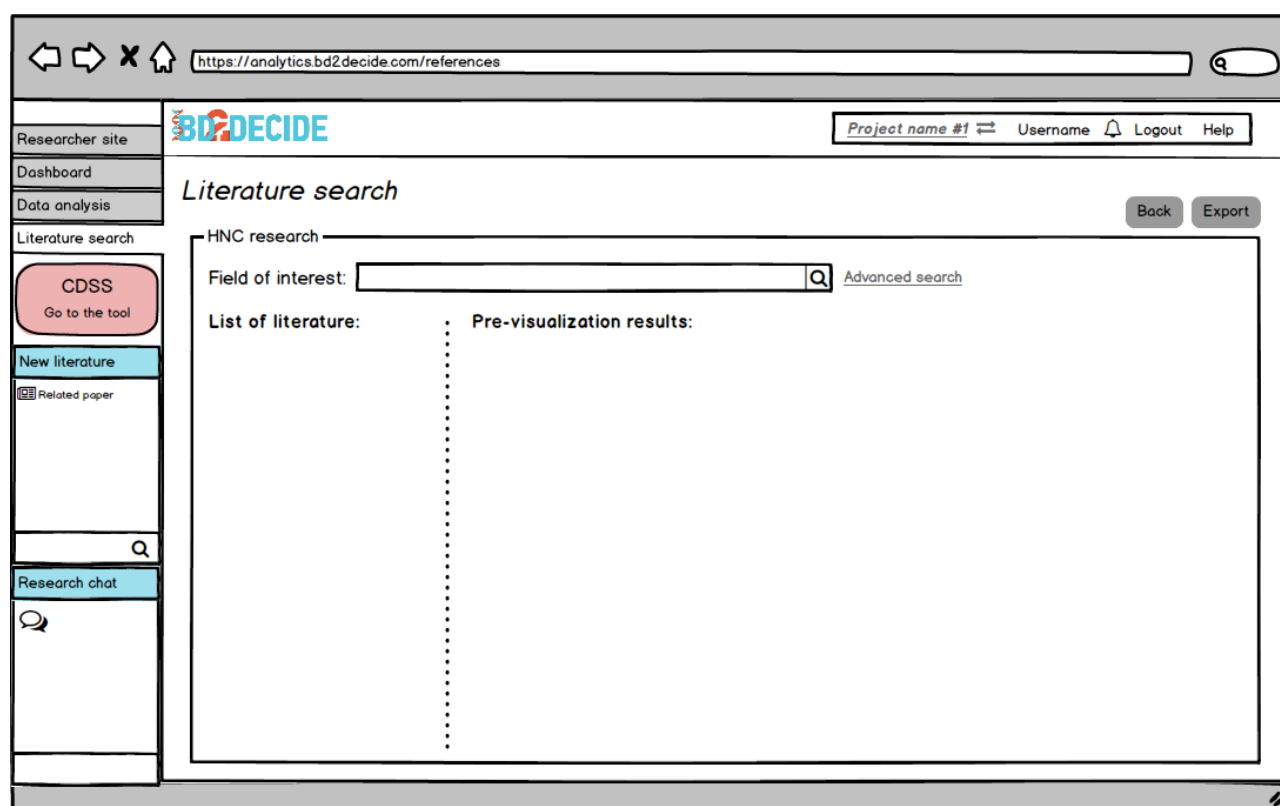 https://analytics.bd2decide.com/references
Researcher site
Dashboard
Data analysis
Literature search
CDSS
Go to the tool
New literature
Related paper
Research chat
BD2DECIDE
Project name #1 Username Logout Help
Literature search
Back Export
HNC research
Field of interest: Advanced search
List of literature: Pre-visualization results: